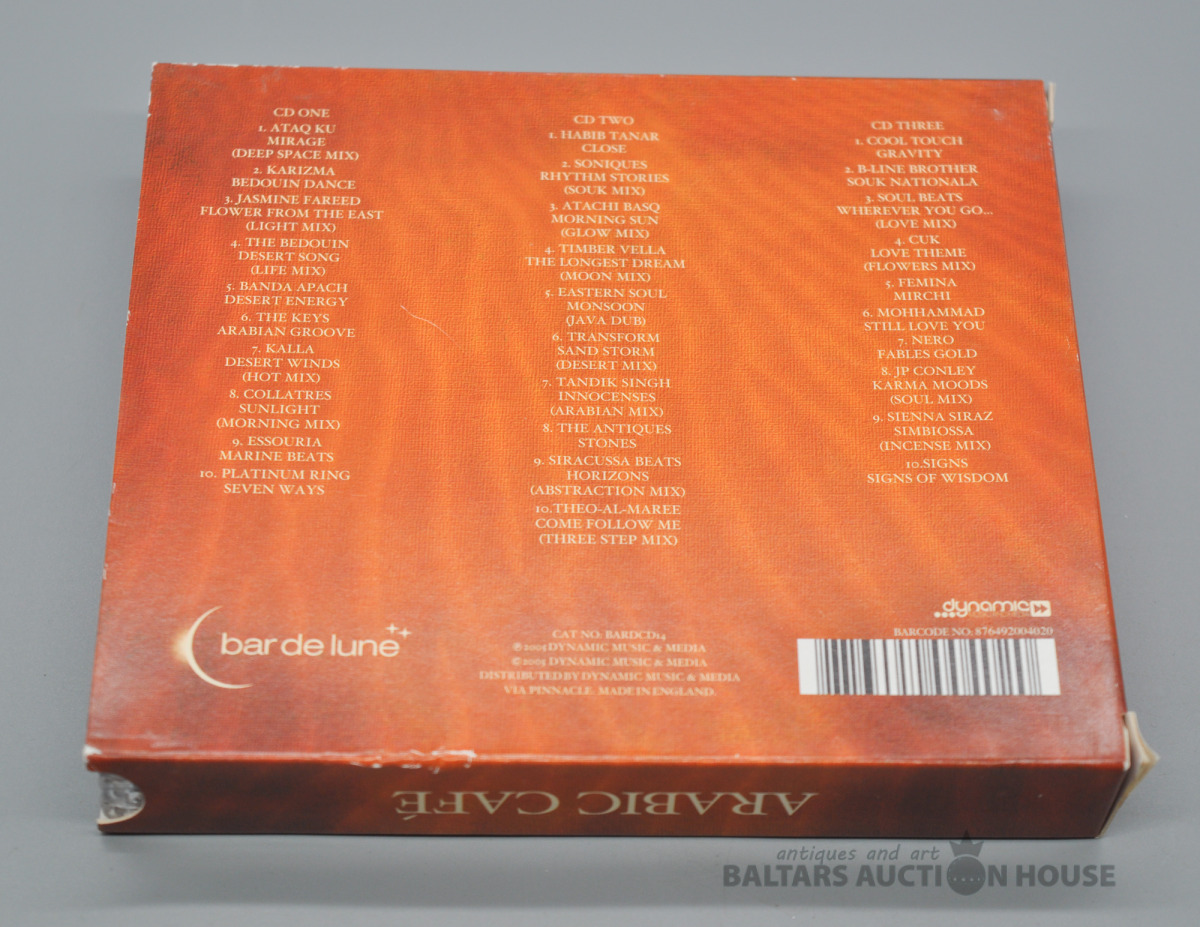 CD ONE
1. ATAQ KU
MIRAGE
(DEEP SPACE MIX)
2. KARIZMA
BEDOUIN DANCE
3. JASMINE FAREED
FLOWER FROM THE EAST
(LIGHT MIX)
4. THE BEDOUIN
DESERT SONG
(LIFE MIX)
5. BANDA APACH
DESERT ENERGY
6. THE KEYS
ARABIAN GROOVE
7. KALLA
DESERT WINDS
(HOT MIX)
8. COLLATRES
SUNLIGHT
(MORNING MIX)
9. ESSOURIA
MARINE BEATS
10. PLATINUM RING
SEVEN WAYS
CD TWO
1. HABIB TANAR
CLOSE
2. SONIQUES
RHYTHM STORIES
(SOUK MIX)
3. ATACHI BASQ
MORNING SUN
(GLOW MIX)
4. TIMBER VELLA
THE LONGEST DREAM
(MOON MIX)
5. EASTERN SOUL
MONSOON
(JAVA DUB)
6. TRANSFORM
SAND STORM
(DESERT MIX)
7. TANDIK SINGH
INNOCENSES
(ARABIAN MIX)
8. THE ANTIQUES
STONES
9. SIRACUSSA BEATS
HORIZONS
(ABSTRACTION MIX)
10.THEO-AL-MAREE
COME FOLLOW ME
(THREE STEP MIX)
CD THREE
1. COOL TOUCH
GRAVITY
2. B-LINE BROTHER
SOUK NATIONALA
3. SOUL BEATS
WHEREVER YOU GO...
(LOVE MIX)
4. CUK
LOVE THEME
(FLOWERS MIX)
5. FEMINA
MIRCHI
6. MOHHAMMAD
STILL LOVE YOU
7. NERO
FABLES GOLD
8. JP CONLEY
KARMA MOODS
(SOUL MIX)
9. SIENNA SIRAZ
SIMBIOSSA
(INCENSE MIX)
10.SIGNS
SIGNS OF WISDOM
bar de lune
CAT NO: BARDCD14
℗ 2005 DYNAMIC MUSIC & MEDIA
© 2005 DYNAMIC MUSIC & MEDIA
DISTRIBUTED BY DYNAMIC MUSIC & MEDIA
VIA PINNACLE. MADE IN ENGLAND.
dynamic
BARCODE NO: 876492004020
ARABIC CAFÉ
antiques and art
BALTARS AUCTION HOUSE